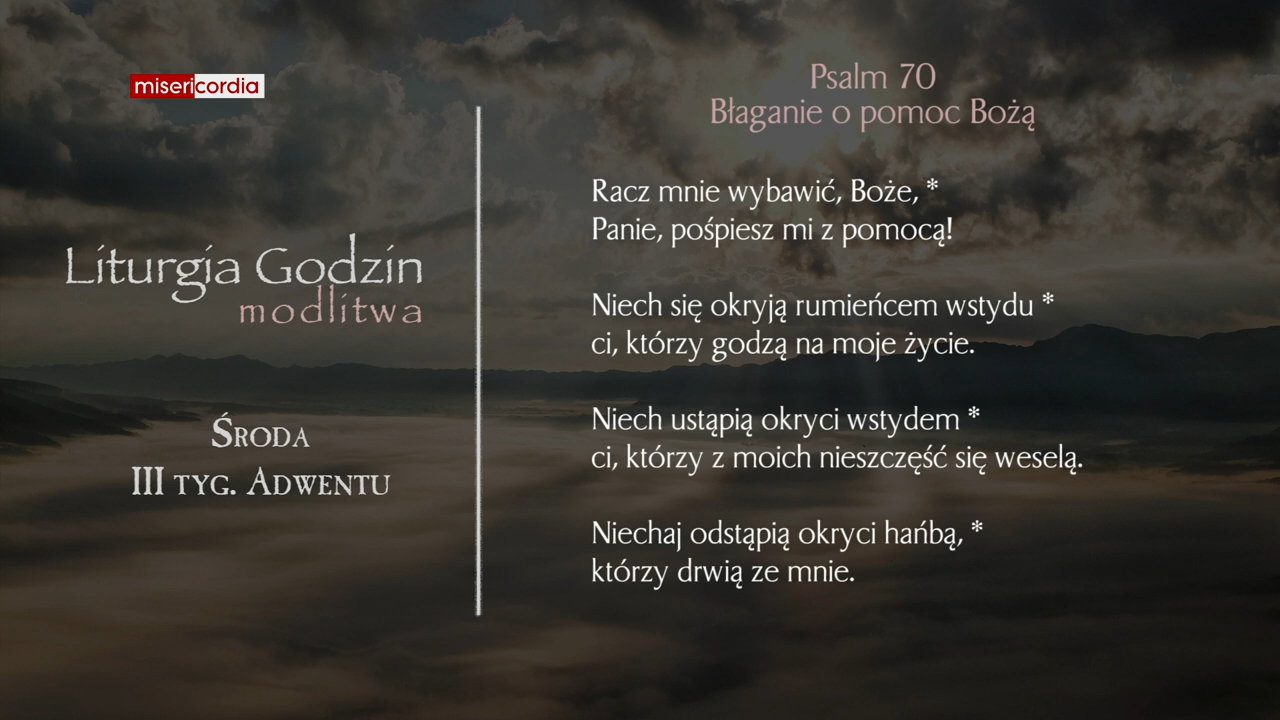 misericordia
Liturgia Godzin
modlitwa
Środa
III tyg. Adwentu
Psalm 70
Błaganie o pomoc Bożą
Racz mnie wybawić, Boże, *
Panie, pośpiesz mi z pomocą!
Niech się okryją rumieńcem wstydu *
ci, którzy godzą na moje życie.
Niech ustąpią okryci wstydem *
ci, którzy z moich nieszczęść się weselą.
Niechaj odstąpią okryci hańbą, *
którzy drwią ze mnie.